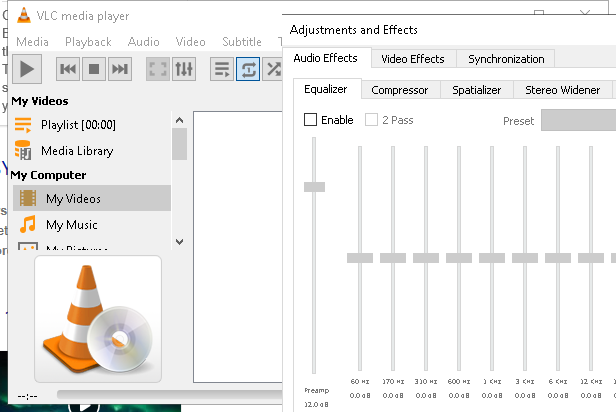 VLC media player
Media Playback Audio Video Subtitle
My Videos
Playlist [00:00]
Media Library
My Computer
My Videos
My Music
My Pictures
--:--
Adjustments and Effects
Audio Effects Video Effects Synchronization
Equalizer Compressor Spatializer Stereo Widener
Enable 2 Pass Preset
60 Hz 170 Hz 310 Hz 600 Hz 1 KHz 3 KHz 6 KHz 12 KHz
Preamp 0.0 dB 0.0 dB 0.0 dB 0.0 dB 0.0 dB 0.0 dB 0.0 dB 0.0 dB
12.0 dB